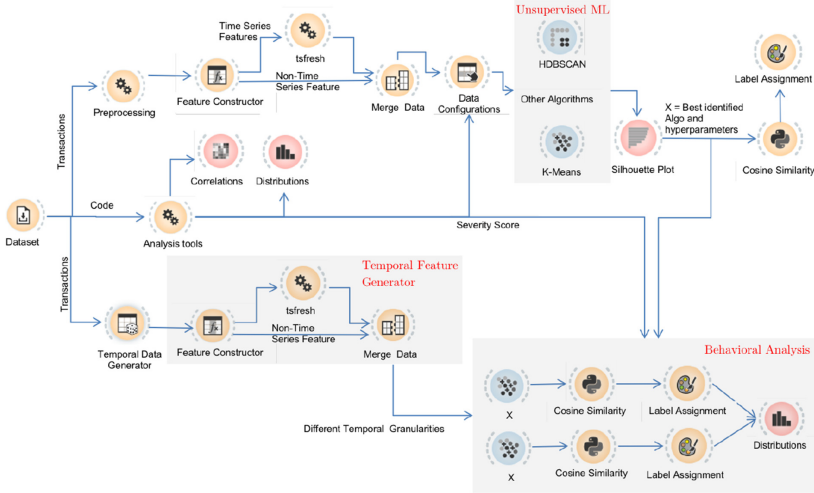 Unsupervised ML
Time Series
Features
tsfresh
HDBSCAN
Label Assignment
Non-Time
Series Feature
Preprocessing
Feature Constructor
Merge Data
Data
Configurations
Other Algorithms
X = Best identified
Algo and
hyperparameters
Transactions
K-Means
Silhouette Plot
Cosine Similarity
Correlations
Distributions
Code
Dataset
Analysis tools
Severity Score
Transactions
Temporal Feature
Generator
tsfresh
Non-Time
Series Feature
Temporal Data
Generator
Feature Constructor
Merge Data
Behavioral Analysis
X
Cosine Similarity
Label Assignment
Different Temporal Granularities
Distributions
X
Cosine Similarity
Label Assignment